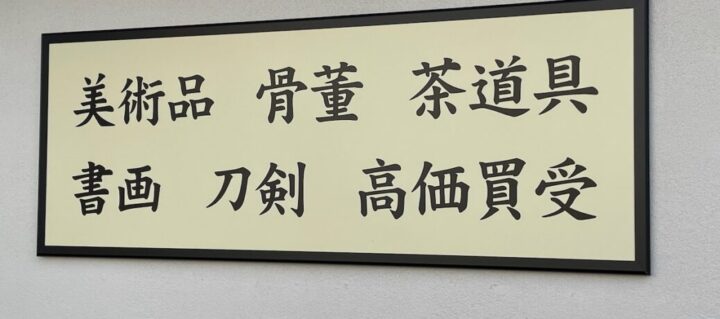 美術品 骨董 茶道具
書画 刀剣 高価買受